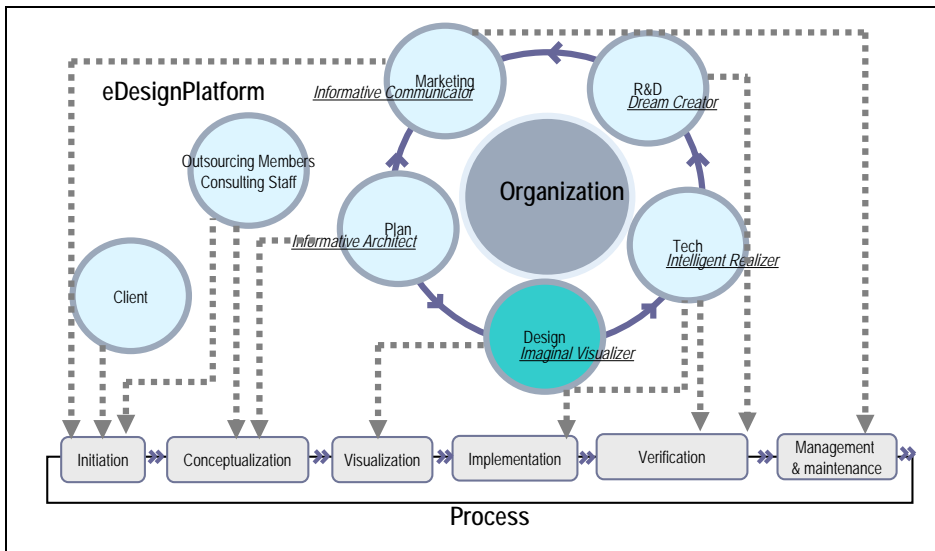 eDesignPlatform
Marketing
Informative Communicator
R&D
Dream Creator
Outsourcing Members
Consulting Staff
Organization
Plan
Informative Architect
Tech
Intelligent Realizer
Client
Design
Imaginal Visualizer
Initiation
Conceptualization
Visualization
Implementation
Verification
Management
& maintenance
Process